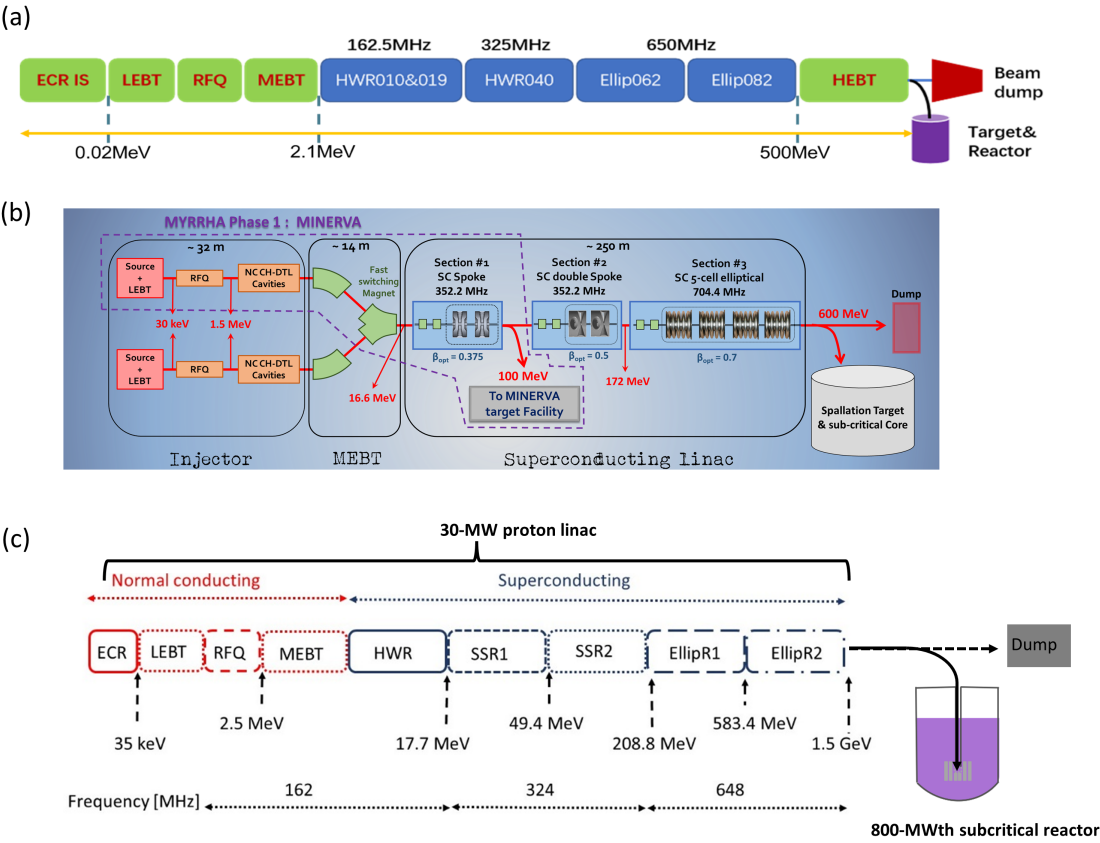 (a)
162.5MHz 325MHz 650MHz
ECR IS LEBT RFQ MEBT HWR010&019 HWR040 Ellip062 Ellip082 HEBT
Beam dump
0.02MeV 2.1MeV 500MeV
Target& Reactor
(b)
MYRRHA Phase 1 : MINERVA
~ 32 m ~ 14 m ~ 250 m
Source + LEBT
RFQ
NC CH-DTL Cavities
Fast switching Magnet
Section #1 SC Spoke 352.2 MHz
Section #2 SC double Spoke 352.2 MHz
Section #3 SC 5-cell elliptical 704.4 MHz
Dump
30 keV 1.5 MeV
600 MeV
βopt = 0.375 βopt = 0.5 βopt = 0.7
Source + LEBT
RFQ
NC CH-DTL Cavities
16.6 MeV
100 MeV
172 MeV
To MINERVA target Facility
Spallation Target & sub-critical Core
Injector MEBT Superconducting linac
(c)
30-MW proton linac
Normal conducting Superconducting
ECR LEBT RFQ MEBT HWR SSR1 SSR2 EllipR1 EllipR2
Dump
2.5 MeV 49.4 MeV 583.4 MeV
35 keV 17.7 MeV 208.8 MeV 1.5 GeV
Frequency [MHz] 162 324 648
800-MWth subcritical reactor